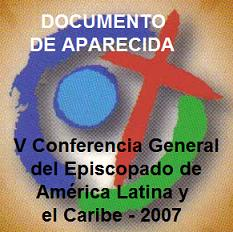 DOCUMENTO
DE APARECIDA
V Conferencia General
del Episcopado de
América Latina y
el Caribe - 2007